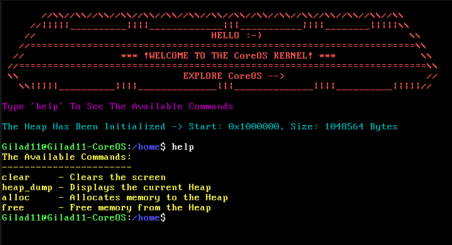 //\\//\\//\\//\\//\\//\\//\\//\\//\\//\\//\\//\\//\\//\\
HELLO :-)
*** !WELCOME TO THE CoreOS KERNEL! ***
EXPLORE CoreOS -->
Type 'help' To See The Available Commands
The Heap Has Been Initialized -> Start: 0x1000000, Size: 1048564 Bytes
Gilad11@Gilad11-CoreOS:/home$ help
The Available Commands:
------------------------
clear - Clears the screen
heap_dump - Displays the current Heap
alloc - Allocates memory to the Heap
free - Free memory from the Heap
Gilad11@Gilad11-CoreOS:/home$